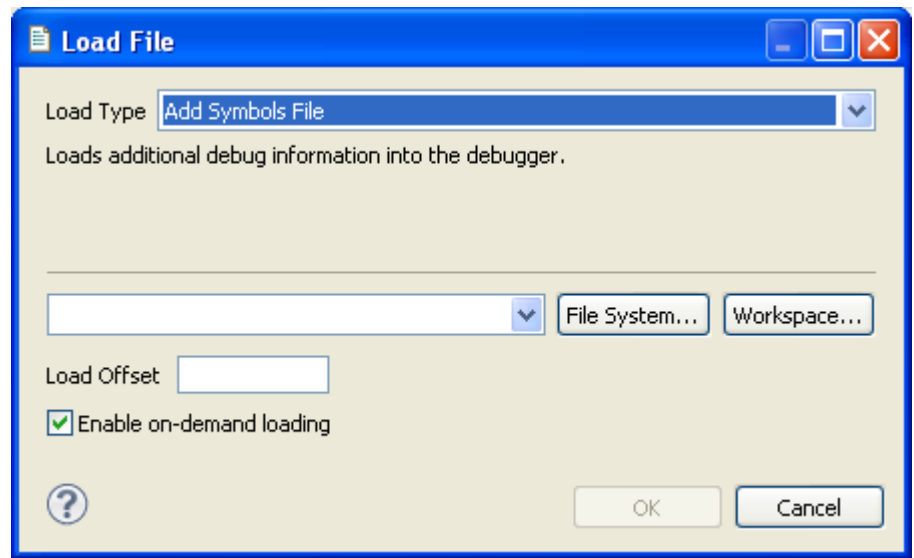 Load File
Load Type Add Symbols File
Loads additional debug information into the debugger.
File System... Workspace...
Load Offset
Enable on-demand loading
? OK Cancel